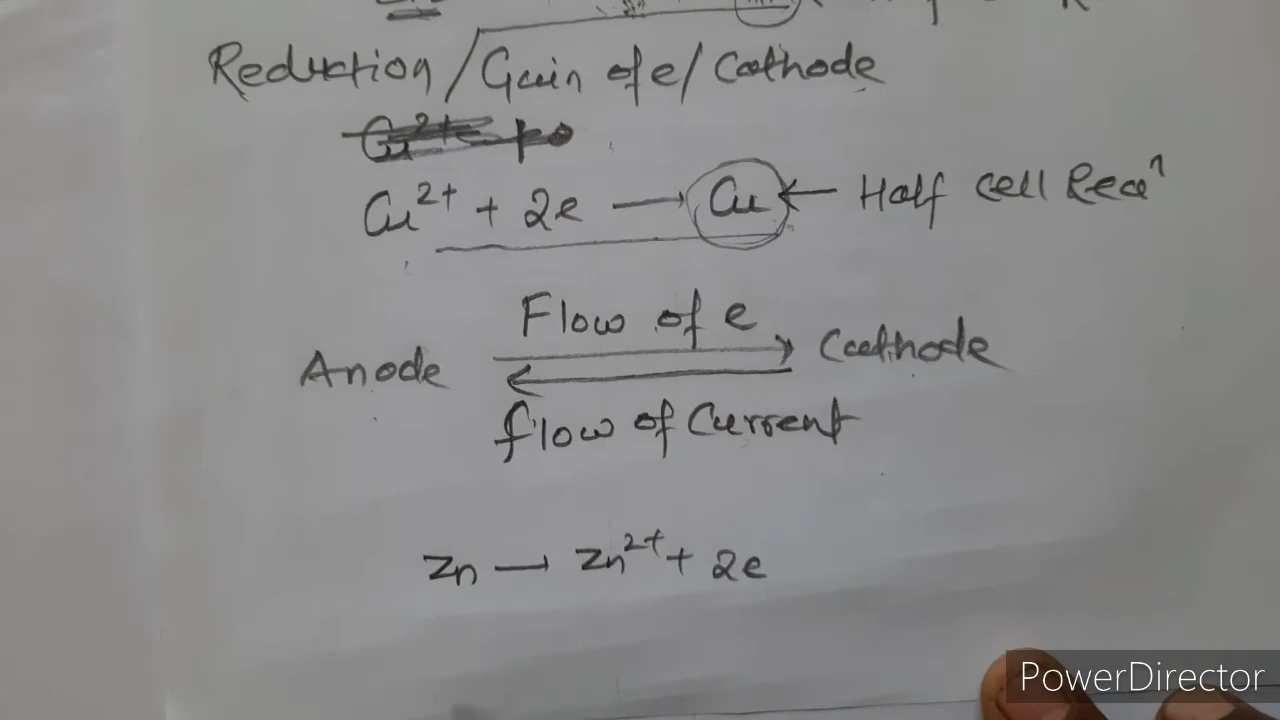 Reduction / Gain of e / Cathode
Cu²⁺ + 2e → Cu ← Half cell Reaⁿ
Flow of e
Anode Cathode
flow of Current
Zn → Zn²⁺ + 2e
PowerDirector